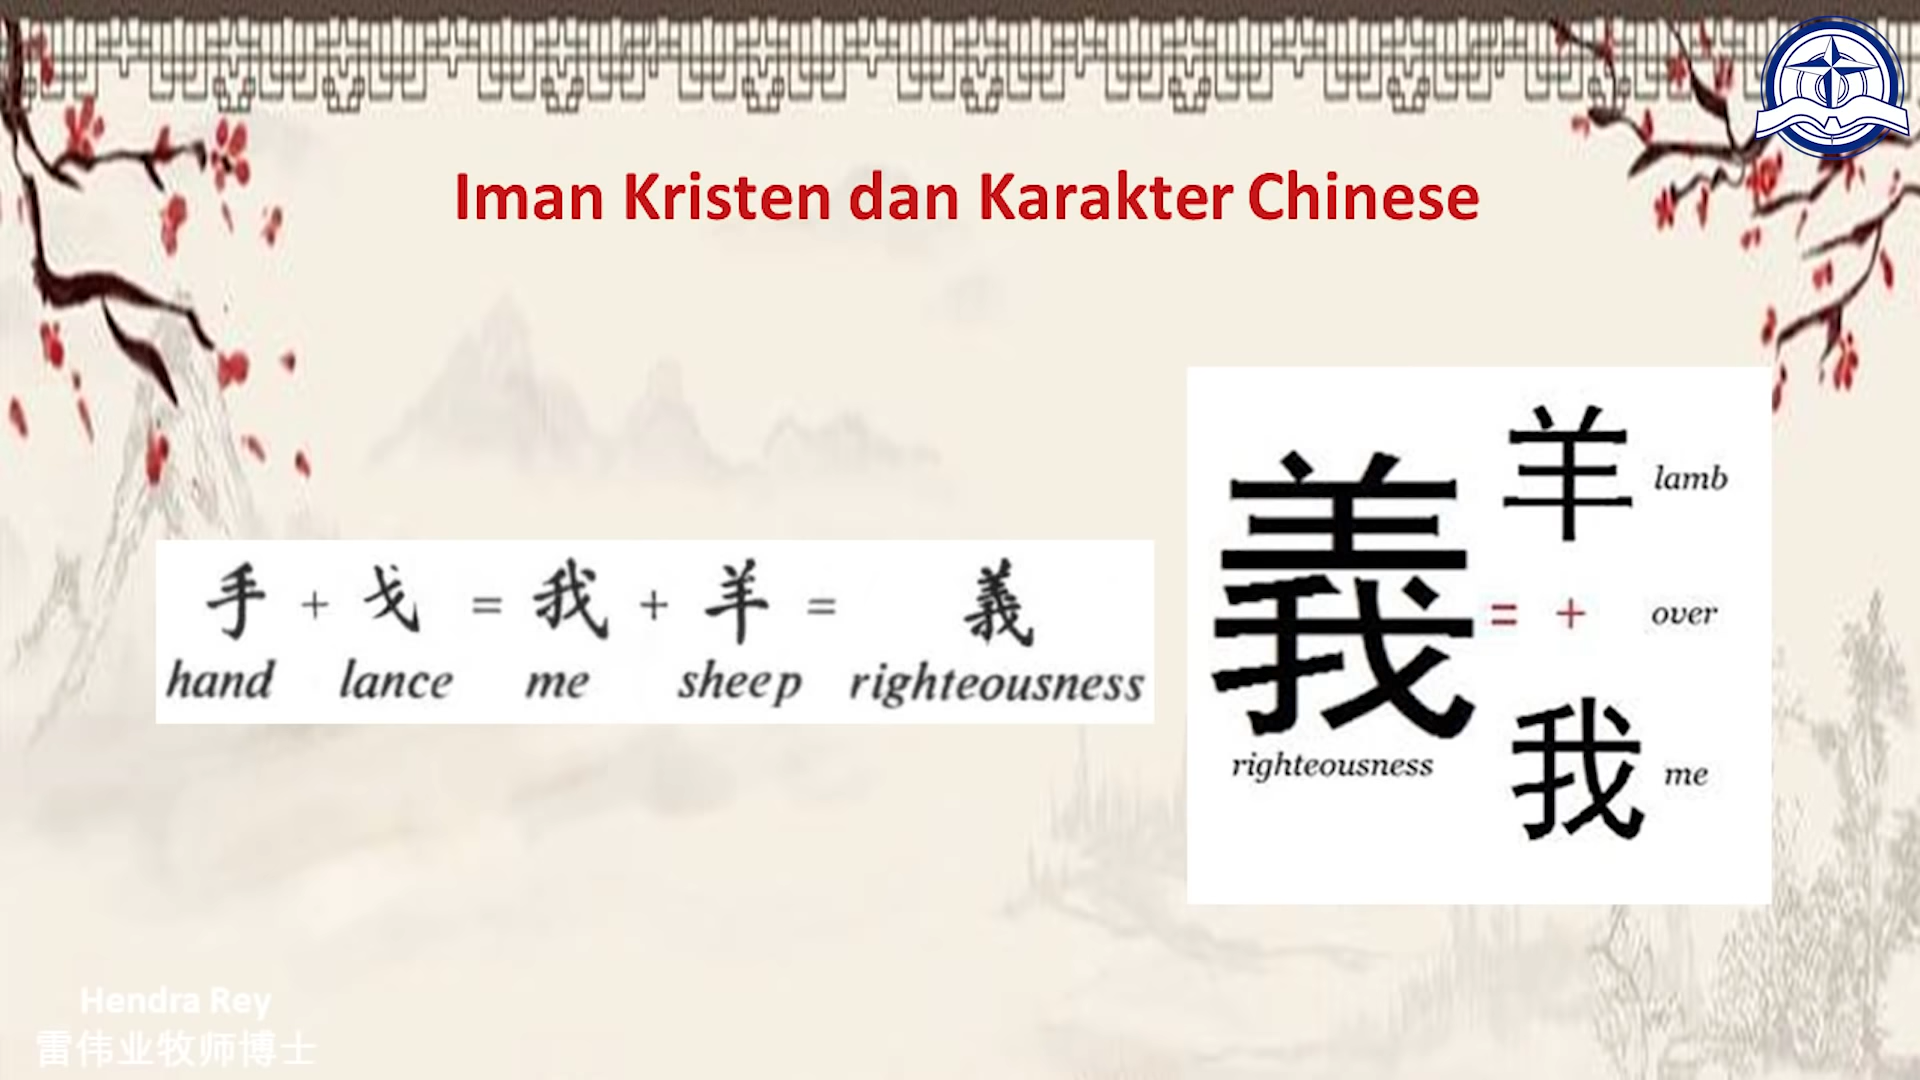 Iman Kristen dan Karakter Chinese
手 + 戈 = 我 + 羊 = 義
hand lance me sheep righteousness
義 = + over
羊 lamb
我 me
righteousness
Hendra Rey
雷伟业牧师博士